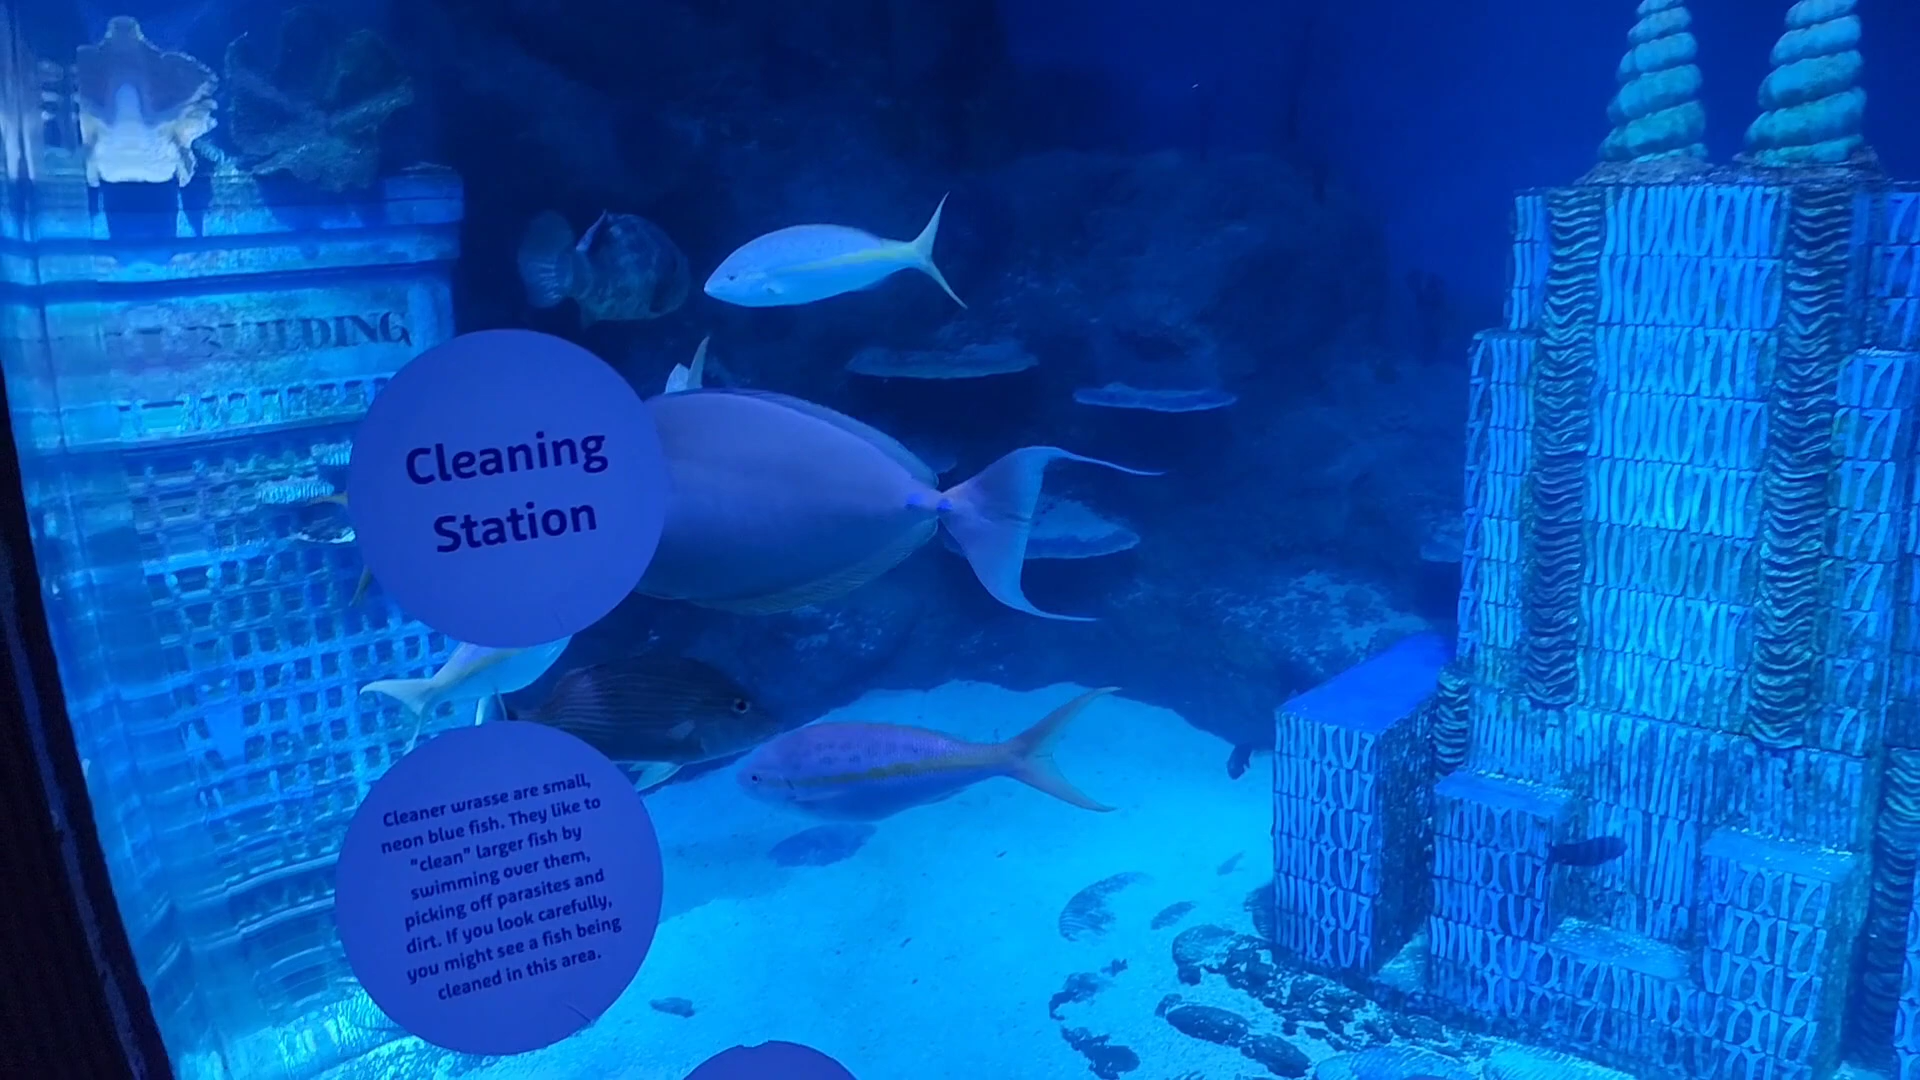 BUILDING
Cleaning
Station
Cleaner wrasse are small,
neon blue fish. They like to
"clean" larger fish by
swimming over them,
picking off parasites and
dirt. If you look carefully,
you might see a fish being
cleaned in this area.